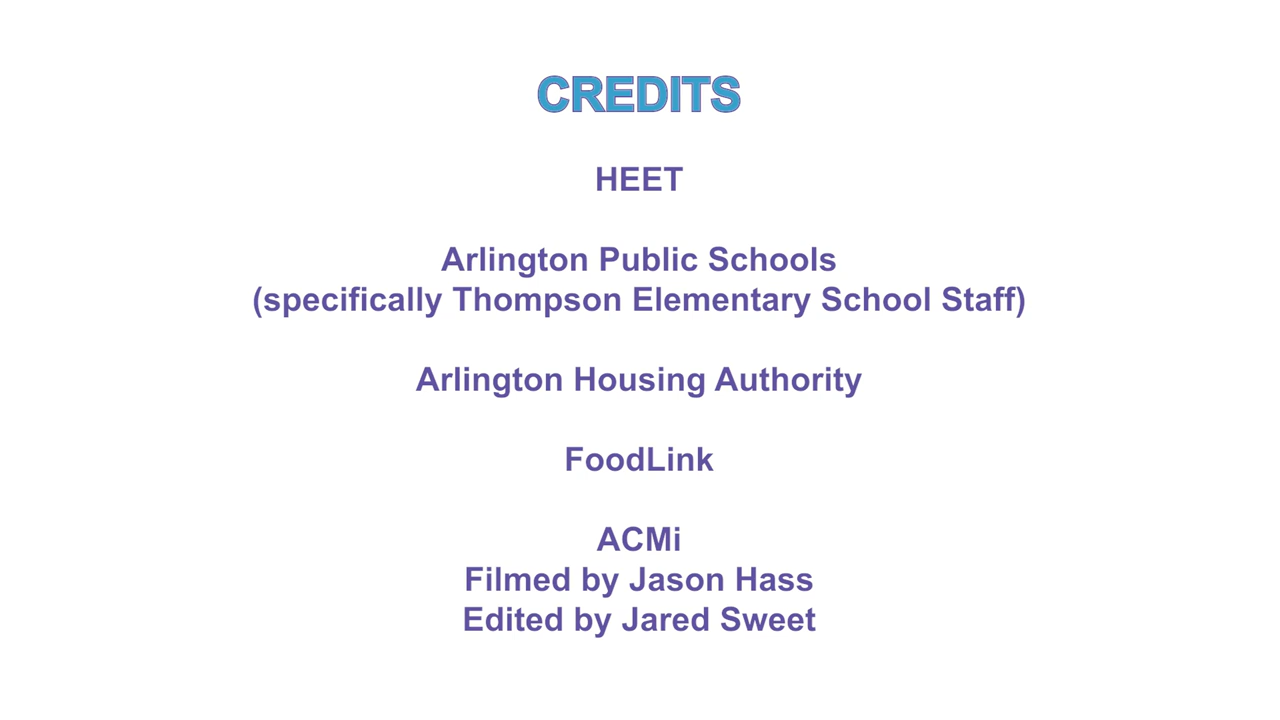 CREDITS
HEET
Arlington Public Schools
(specifically Thompson Elementary School Staff)
Arlington Housing Authority
FoodLink
ACMi
Filmed by Jason Hass
Edited by Jared Sweet